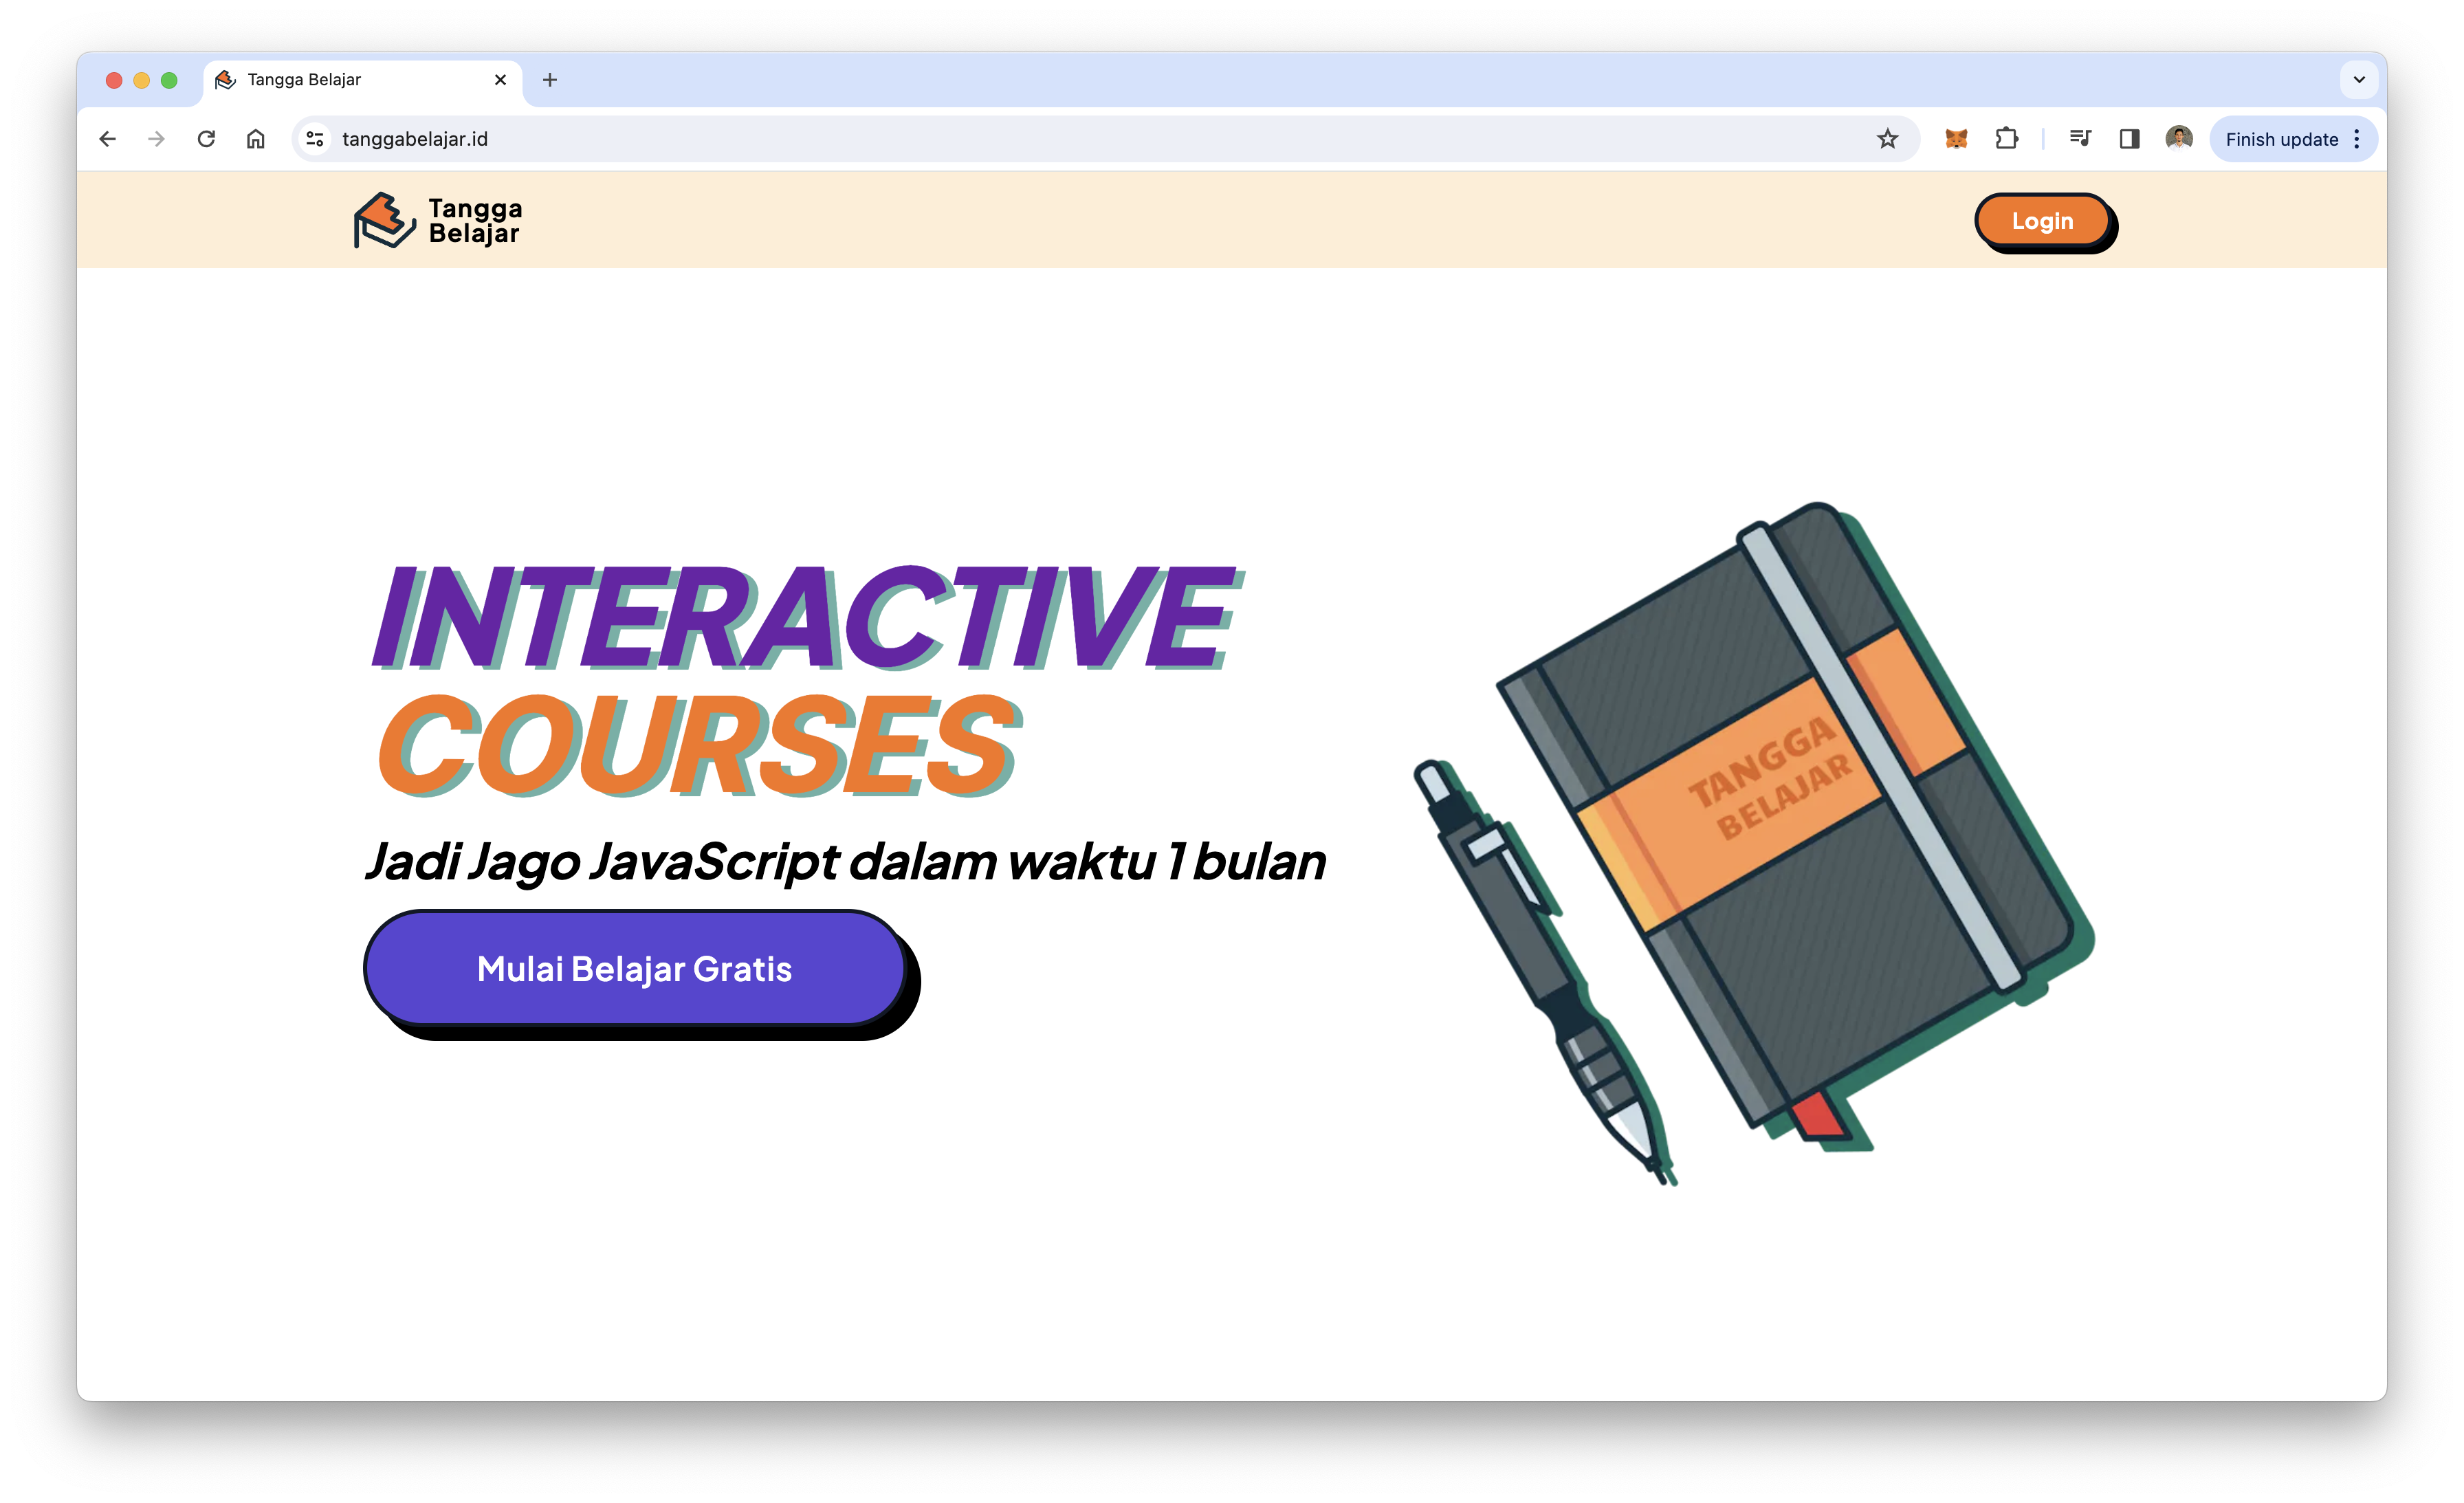 Tangga Belajar
tanggabelajar.id
Finish update
Tangga
Belajar
Login
INTERACTIVE
COURSES
Jadi Jago JavaScript dalam waktu 1 bulan
Mulai Belajar Gratis
TANGGA
BELAJAR